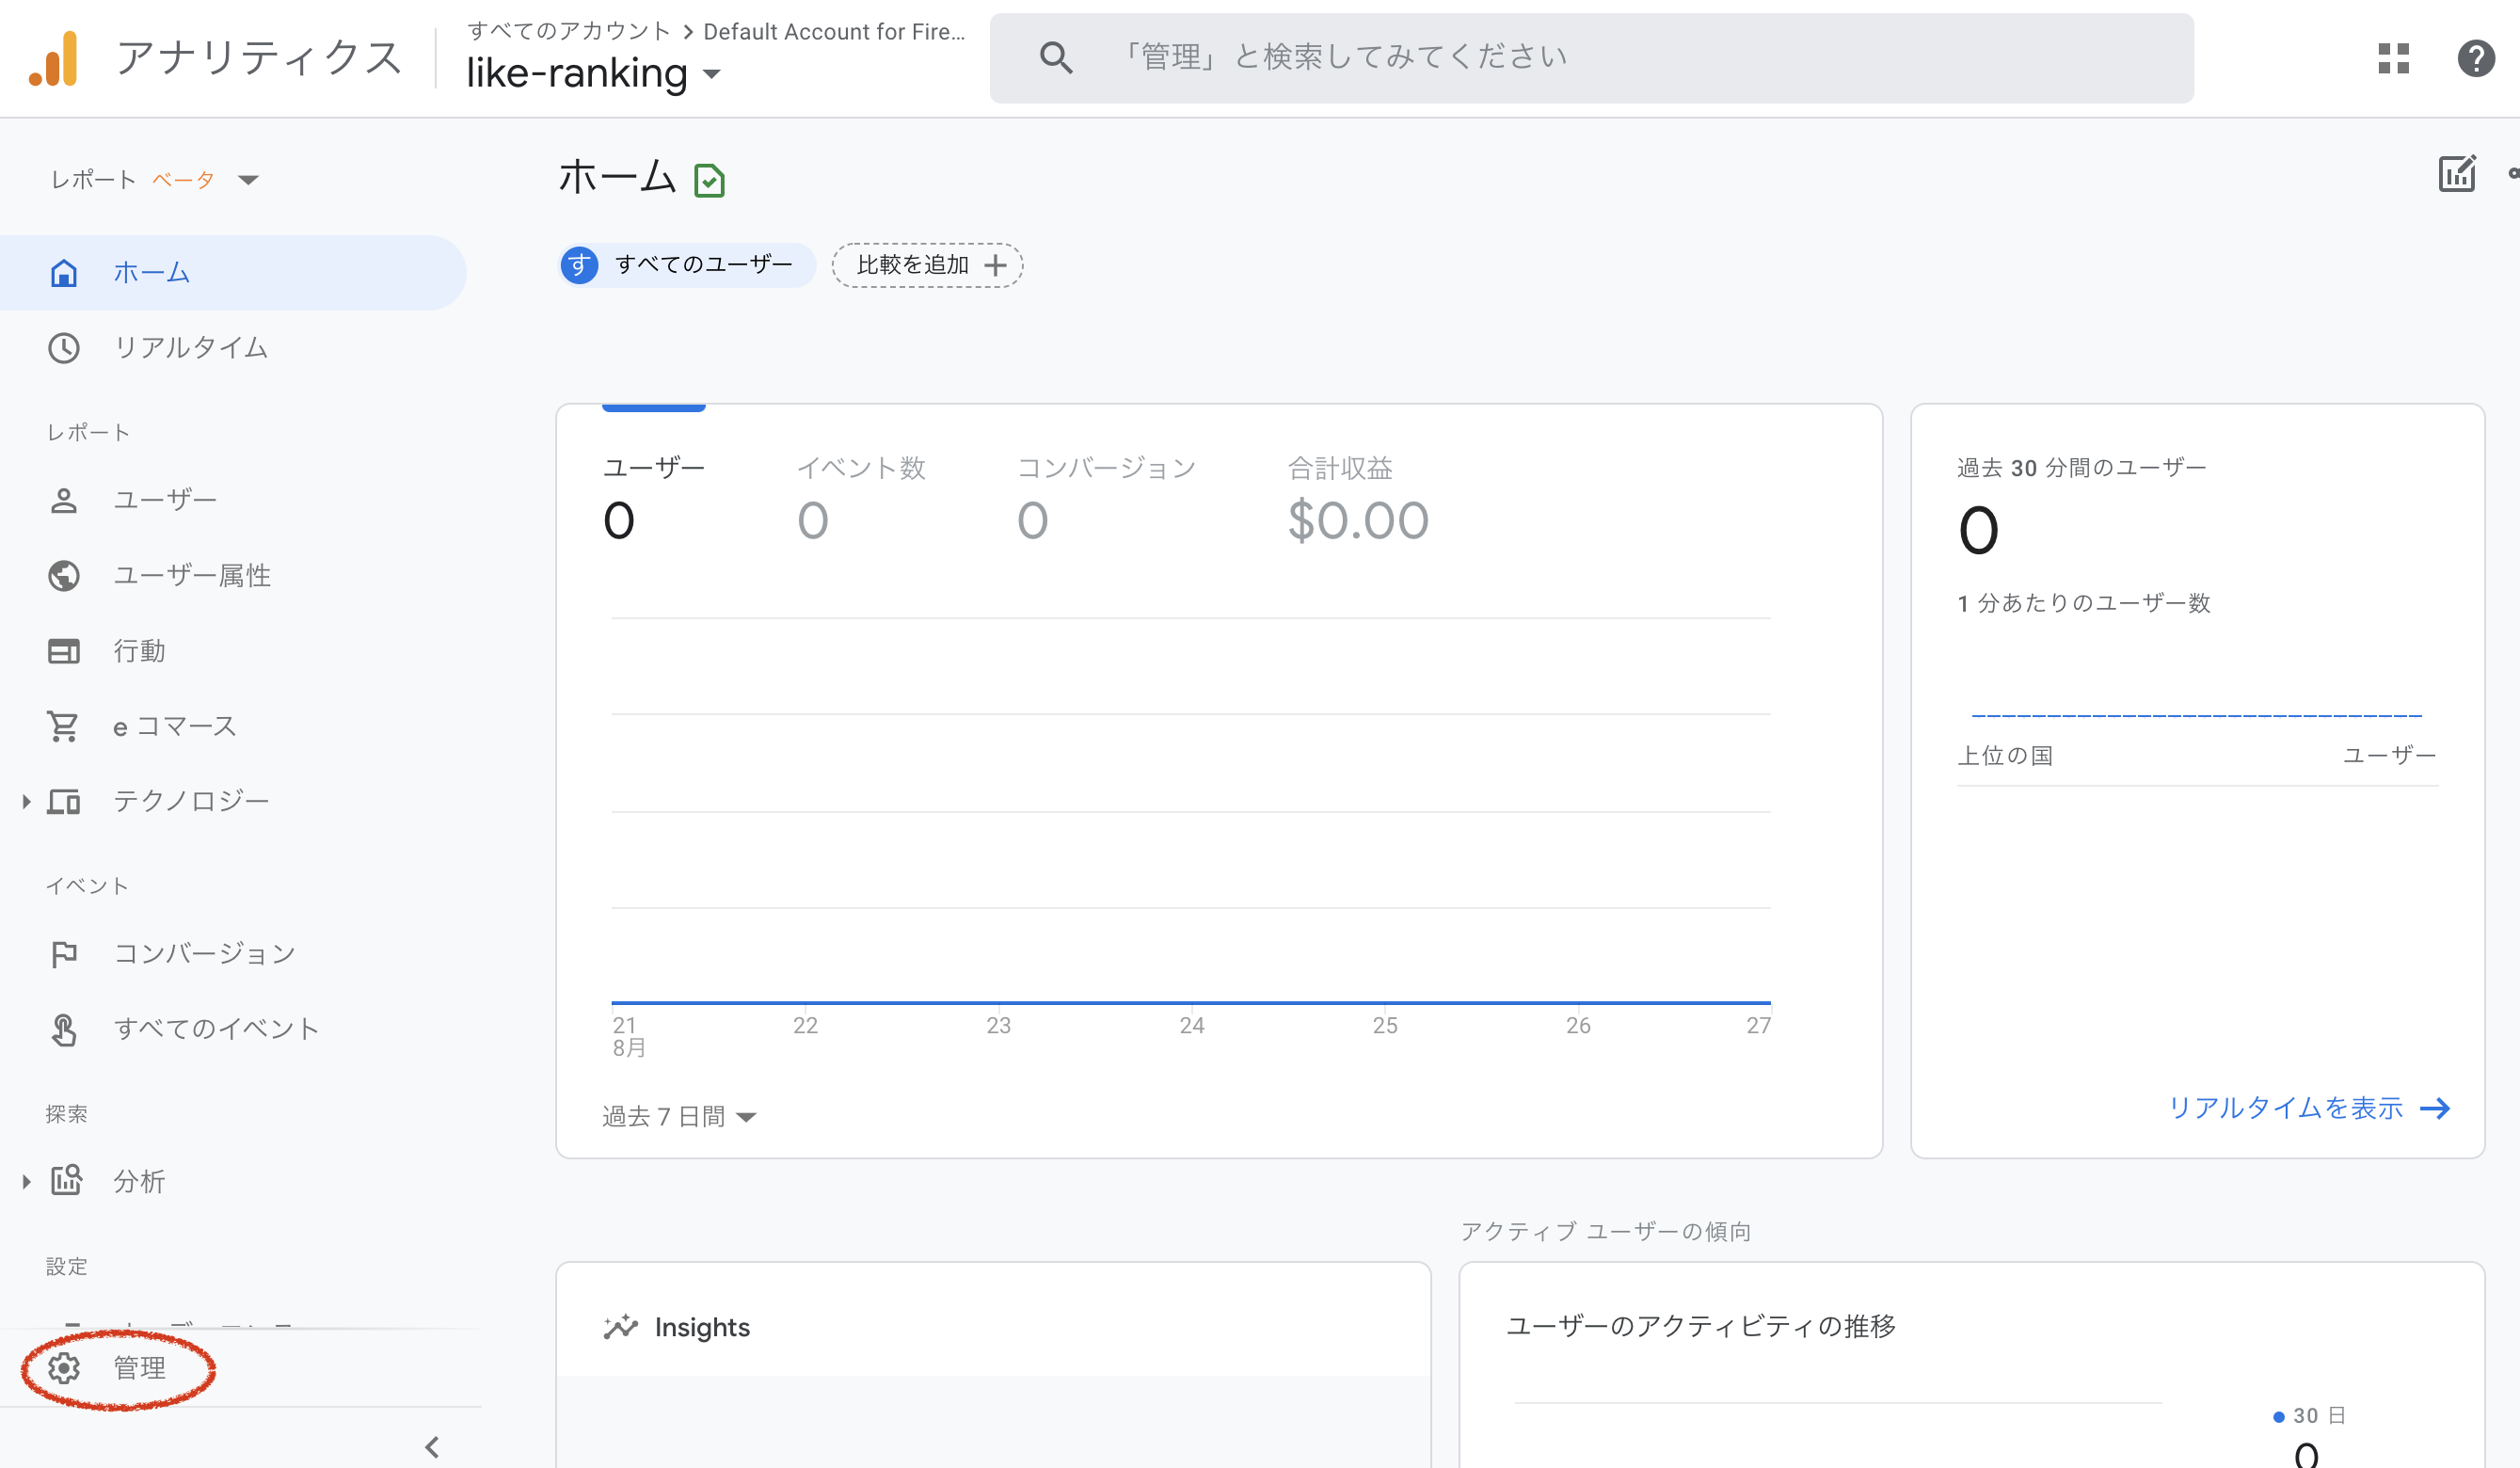 アナリティクス
すべてのアカウント > Default Account for Fire...
like-ranking
「管理」と検索してみてください
レポート ベータ
ホーム
リアルタイム
レポート
ユーザー
ユーザー属性
行動
e コマース
テクノロジー
イベント
コンバージョン
すべてのイベント
探索
分析
設定
管理
ホーム
す すべてのユーザー
比較を追加 +
ユーザー イベント数 コンバージョン 合計収益
0 0 0 $0.00
21 22 23 24 25 26 27
8月
過去 7 日間
過去 30 分間のユーザー
0
1 分あたりのユーザー数
上位の国 ユーザー
リアルタイムを表示
Insights
アクティブ ユーザーの傾向
ユーザーのアクティビティの推移
30 日
0